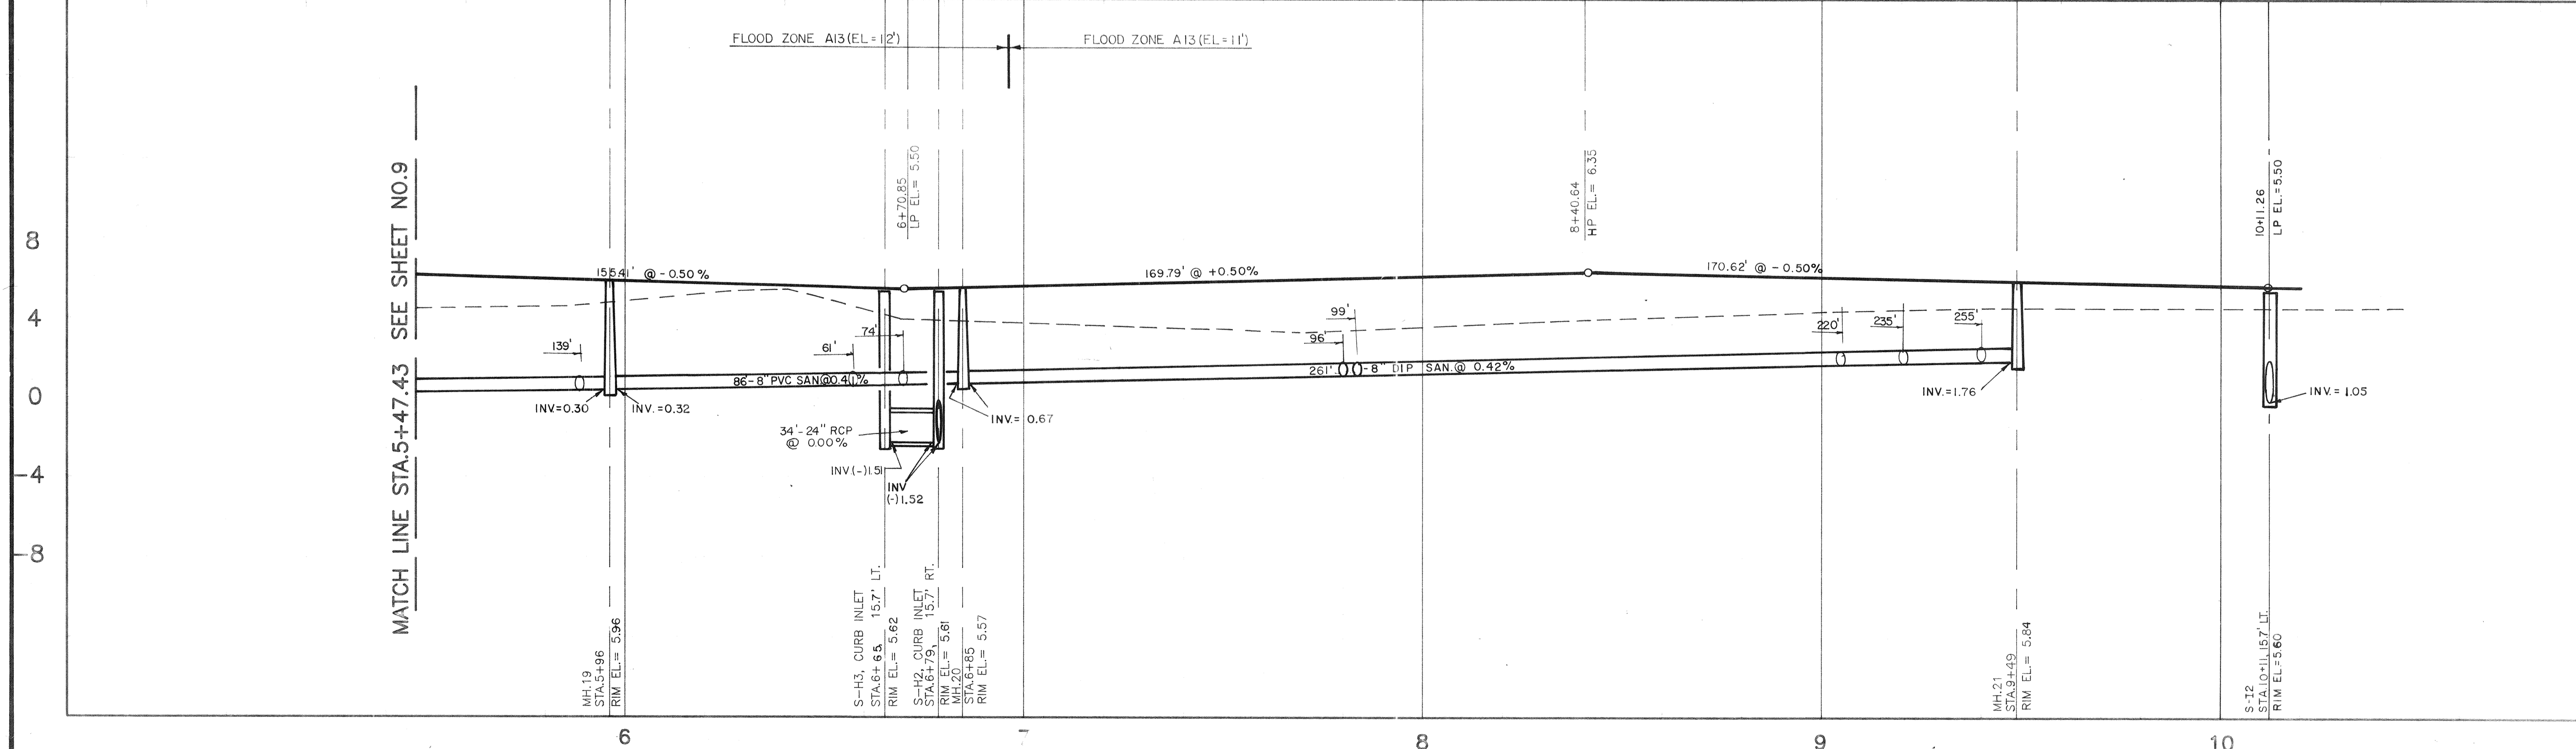 FLOOD ZONE A13(EL=12')
FLOOD ZONE A13(EL=11')
MATCH LINE STA.5+47.43 SEE SHEET NO.9
6+70.85
LP EL.= 5.50
8+40.64
HP EL.= 6.35
10+11.26
LP EL.=5.50
8
4
0
-4
-8
155.41' @ -0.50%
169.79' @ +0.50%
170.62' @ -0.50%
139'
61'
74'
96'
99'
220'
235'
255'
86'-8" PVC SAN@0.41%
261'-8" DIP SAN.@ 0.42%
INV=0.30
INV.=0.32
34'-24" RCP
@ 0.00%
INV.(-)1.51
INV
(-)1.52
INV.= 0.67
INV.=1.76
INV.= 1.05
MH.19
STA.5+96
RIM EL.= 5.96
S-H3, CURB INLET
STA.6+65, 15.7' LT.
RIM EL.= 5.62
S-H2, CURB INLET
STA.6+79, 15.7' RT.
RIM EL.= 5.61
MH.20
STA.6+85
RIM EL.= 5.57
MH.21
STA.9+49
RIM EL.= 5.84
S-I2
STA.10+11, 15.7' LT.
RIM EL.=5.60
6
7
8
9
10